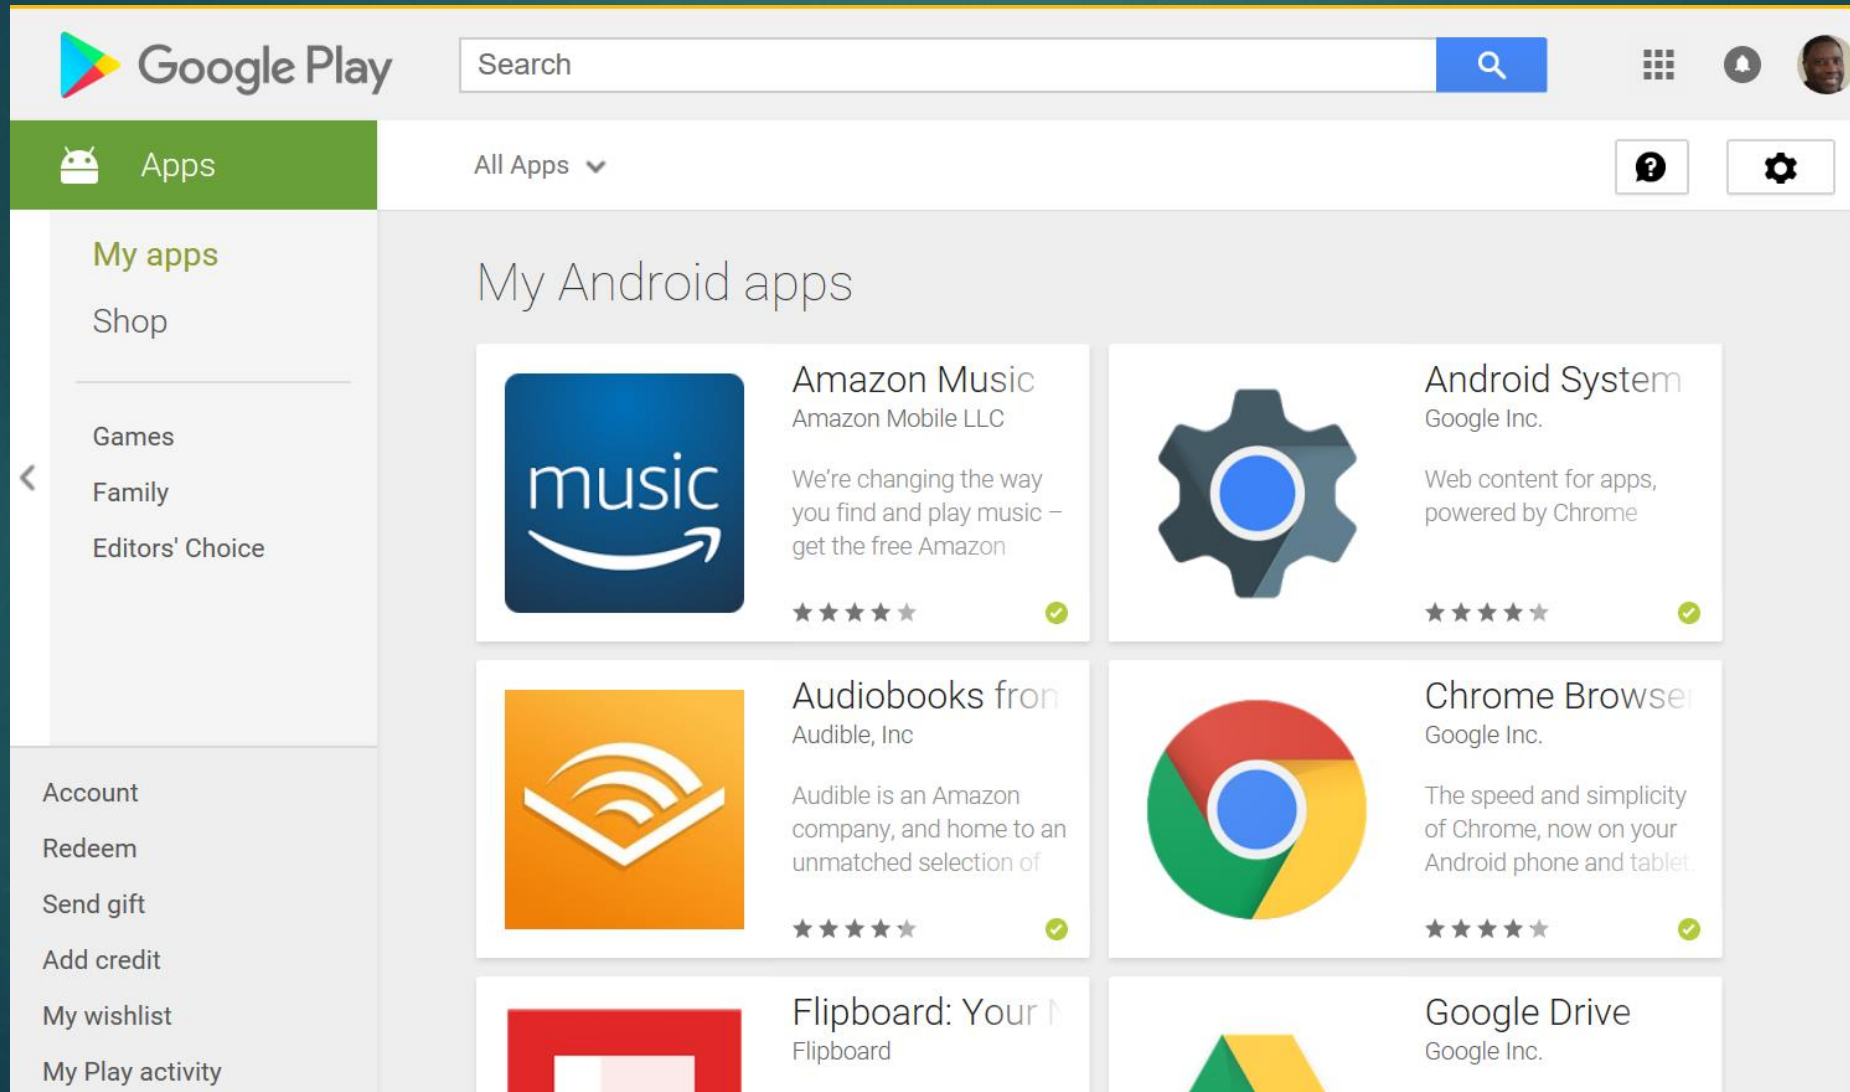 Google Play
Search
Apps
All Apps
My apps
Shop
Games
Family
Editors' Choice
Account
Redeem
Send gift
Add credit
My wishlist
My Play activity
My Android apps
music
Amazon Music
Amazon Mobile LLC
We're changing the way
you find and play music –
get the free Amazon
Android System
Google Inc.
Web content for apps,
powered by Chrome
Audiobooks from
Audible, Inc
Audible is an Amazon
company, and home to an
unmatched selection of
Chrome Browser
Google Inc.
The speed and simplicity
of Chrome, now on your
Android phone and tablet.
Flipboard: Your N
Flipboard
Google Drive
Google Inc.